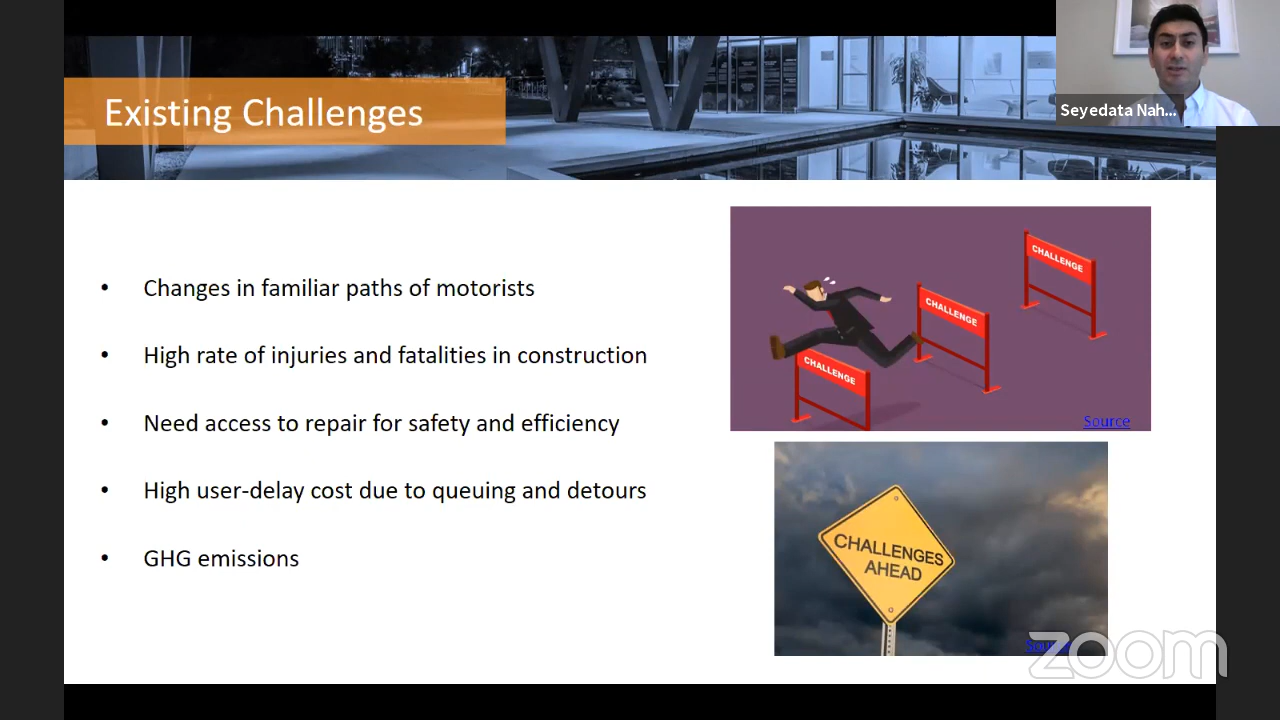 Existing Challenges
Seyedata Nah...
• Changes in familiar paths of motorists
• High rate of injuries and fatalities in construction
• Need access to repair for safety and efficiency
• High user-delay cost due to queuing and detours
• GHG emissions
CHALLENGE
CHALLENGE
CHALLENGE
Source
CHALLENGES
AHEAD
Source
zoom